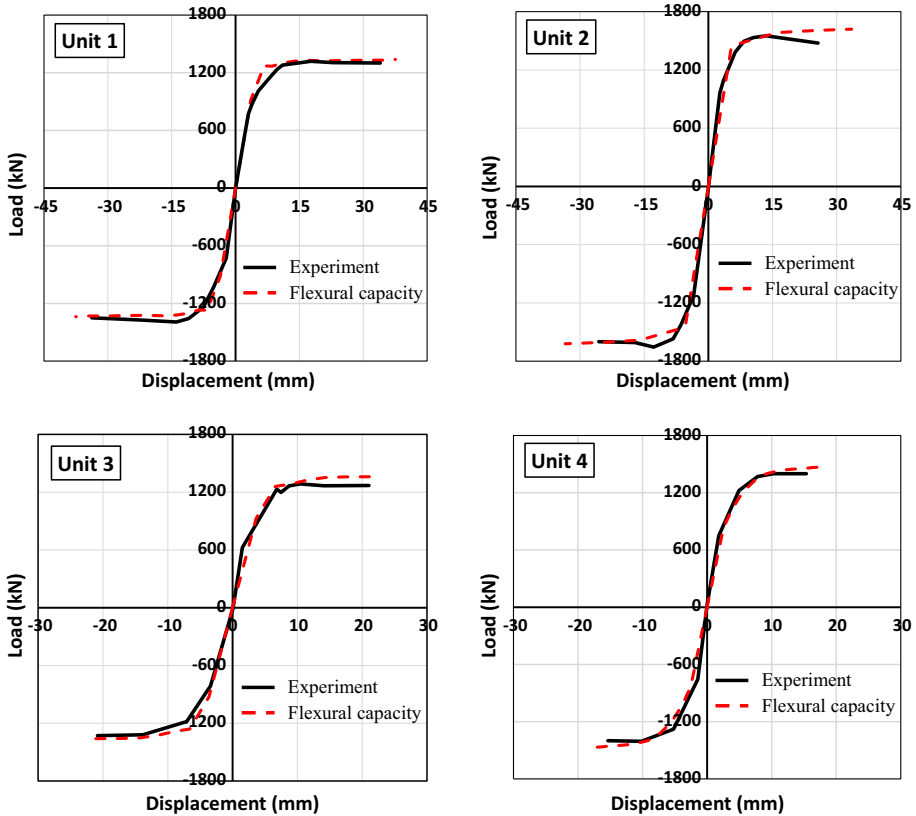 Unit 1
1800
1200
600
0
-600
-1200
-1800
-45 -30 -15 0 15 30 45
Load (kN)
Displacement (mm)
Experiment
Flexural capacity
Unit 2
1800
1200
600
0
-600
-1200
-1800
-45 -30 -15 0 15 30 45
Load (kN)
Displacement (mm)
Experiment
Flexural capacity
Unit 3
1800
1200
600
0
-600
-1200
-1800
-30 -20 -10 0 10 20 30
Load (kN)
Displacement (mm)
Experiment
Flexural capacity
Unit 4
1800
1200
600
0
-600
-1200
-1800
-30 -20 -10 0 10 20 30
Load (kN)
Displacement (mm)
Experiment
Flexural capacity